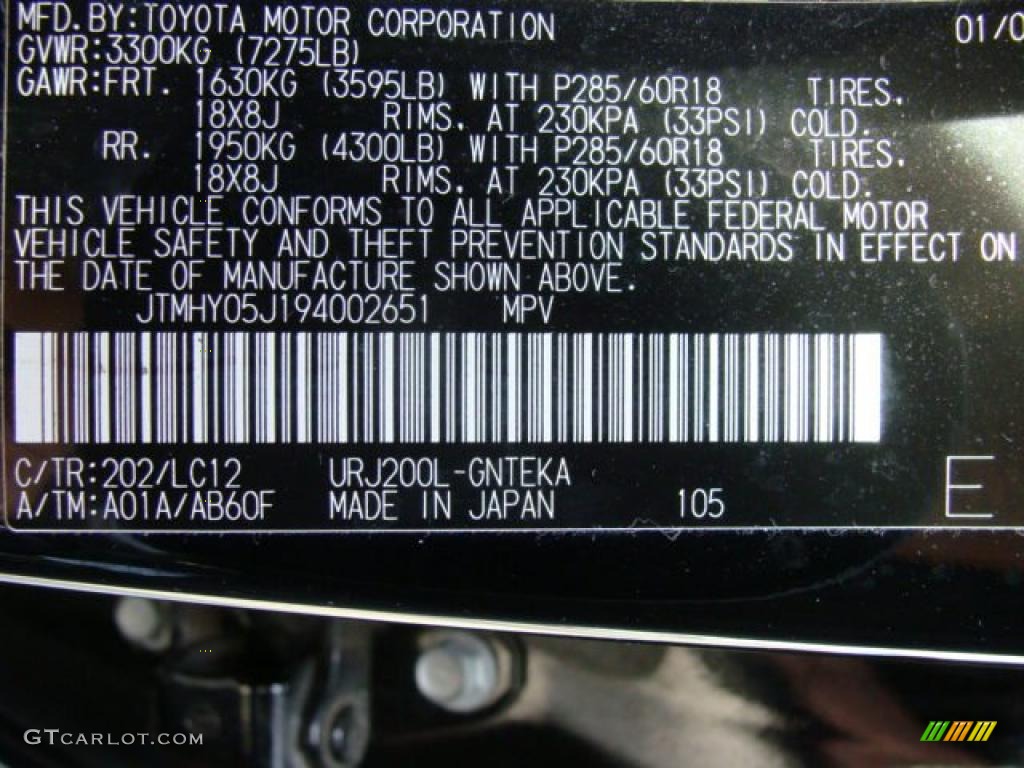 MFD.BY:TOYOTA MOTOR CORPORATION 01/0
GVWR:3300KG (7275LB)
GAWR:FRT. 1630KG (3595LB) WITH P285/60R18 TIRES.
18X8J RIMS. AT 230KPA (33PSI) COLD.
RR. 1950KG (4300LB) WITH P285/60R18 TIRES.
18X8J RIMS. AT 230KPA (33PSI) COLD.
THIS VEHICLE CONFORMS TO ALL APPLICABLE FEDERAL MOTOR
VEHICLE SAFETY AND THEFT PREVENTION STANDARDS IN EFFECT ON
THE DATE OF MANUFACTURE SHOWN ABOVE.
JTMHY05J194002651 MPV
C/TR:202/LC12 URJ200L-GNTEKA
A/TM:A01A/AB60F MADE IN JAPAN 105 E
GTcarlot.com